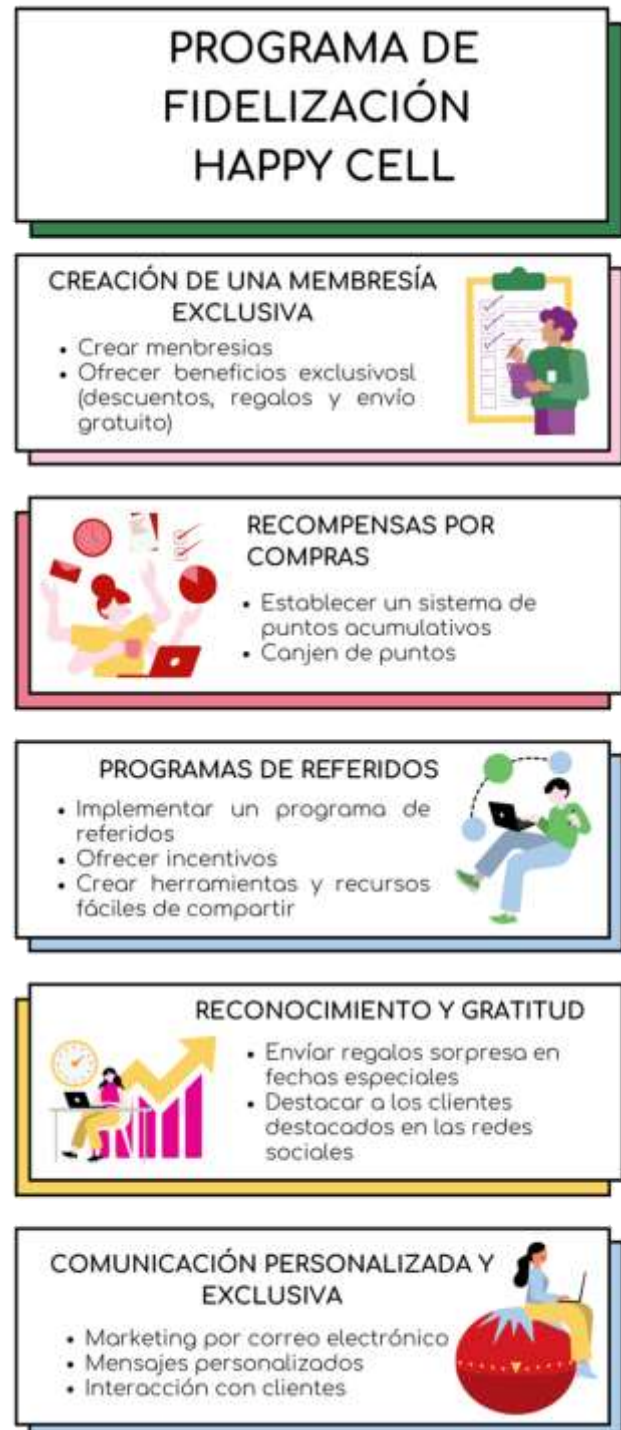 PROGRAMA DE
FIDELIZACIÓN
HAPPY CELL
CREACIÓN DE UNA MEMBRESÍA
EXCLUSIVA
• Crear menbresias
• Ofrecer beneficios exclusivosl
(descuentos, regalos y envío
gratuito)
RECOMPENSAS POR
COMPRAS
• Establecer un sistema de
puntos acumulativos
• Canjen de puntos
PROGRAMAS DE REFERIDOS
• Implementar un programa de
referidos
• Ofrecer incentivos
• Crear herramientas y recursos
fáciles de compartir
RECONOCIMIENTO Y GRATITUD
• Envíar regalos sorpresa en
fechas especiales
• Destacar a los clientes
destacados en las redes
sociales
COMUNICACIÓN PERSONALIZADA Y
EXCLUSIVA
• Marketing por correo electrónico
• Mensajes personalizados
• Interacción con clientes